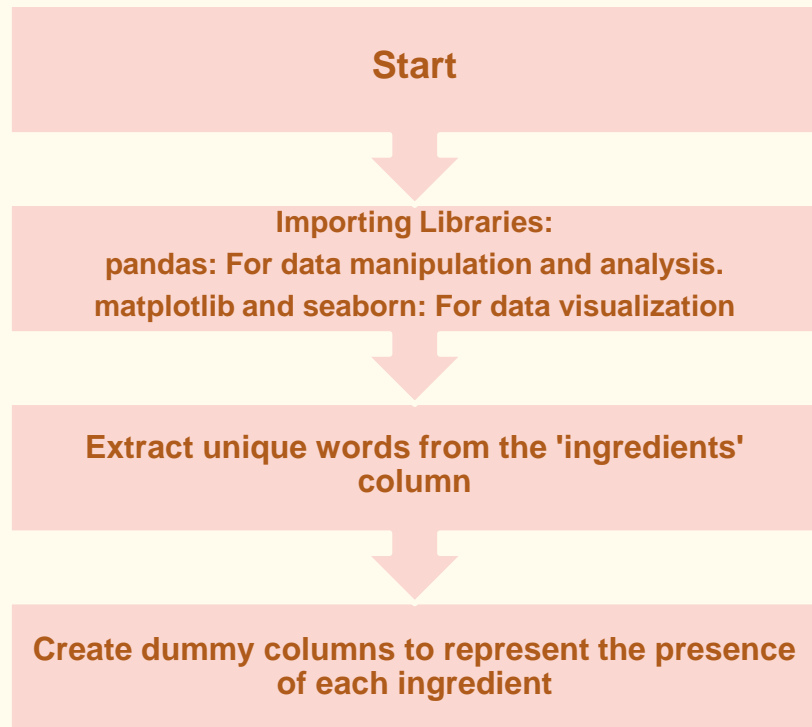 Start
Importing Libraries:
pandas: For data manipulation and analysis.
matplotlib and seaborn: For data visualization
Extract unique words from the 'ingredients'
column
Create dummy columns to represent the presence
of each ingredient